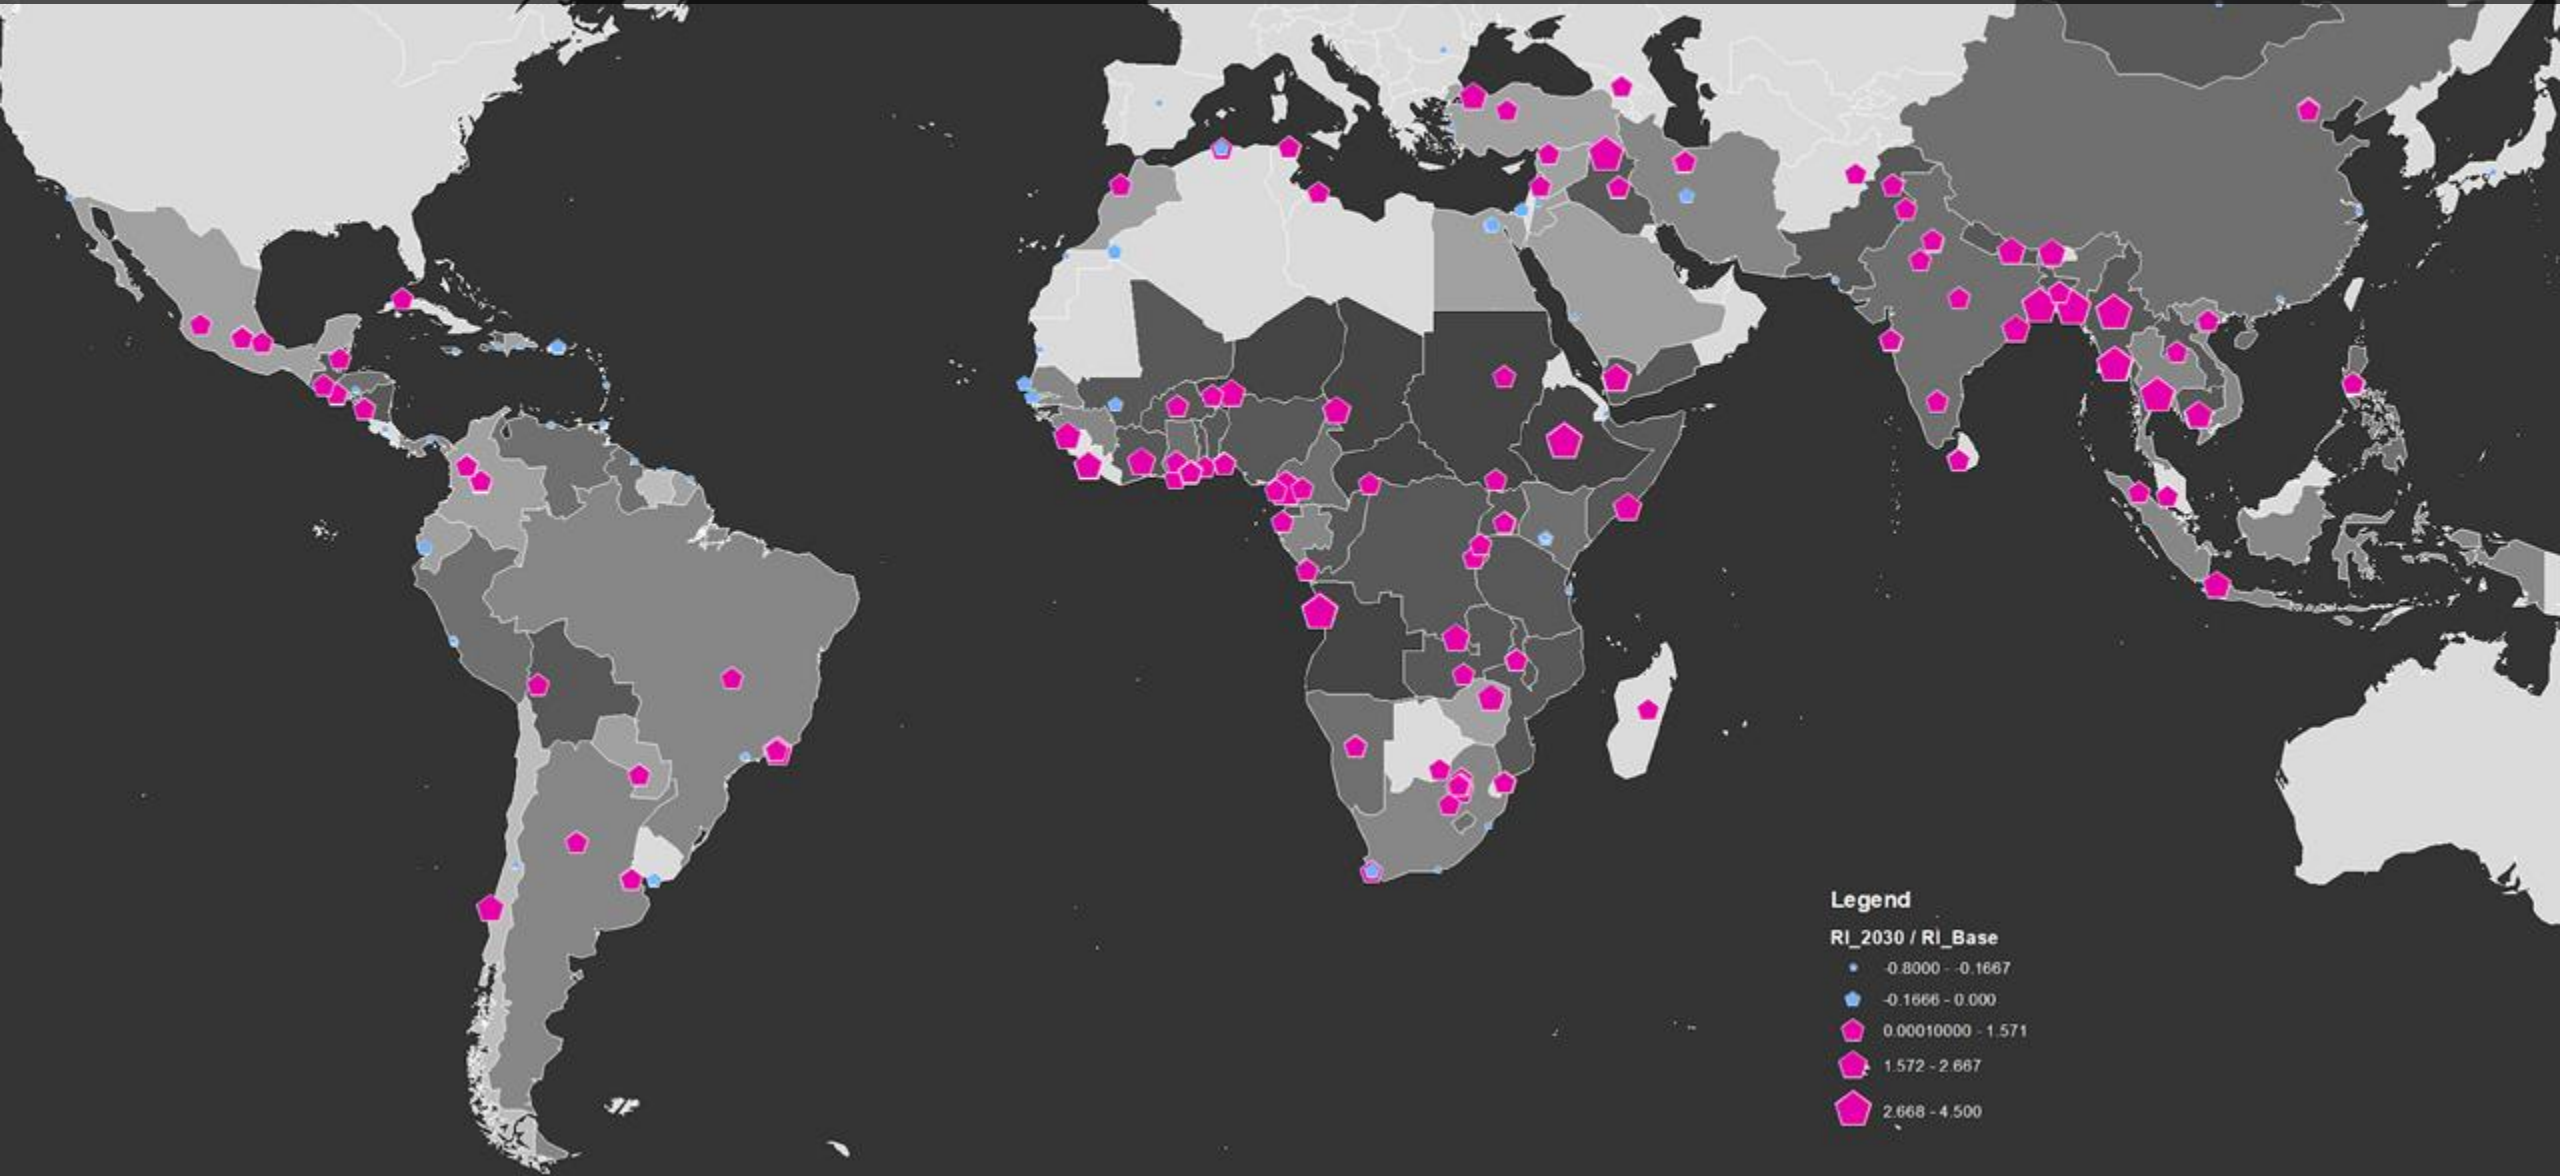 Legend
RI_2030 / RI_Base
-0.8000 - -0.1667
-0.1666 - 0.000
0.00010000 - 1.571
1.572 - 2.667
2.668 - 4.500